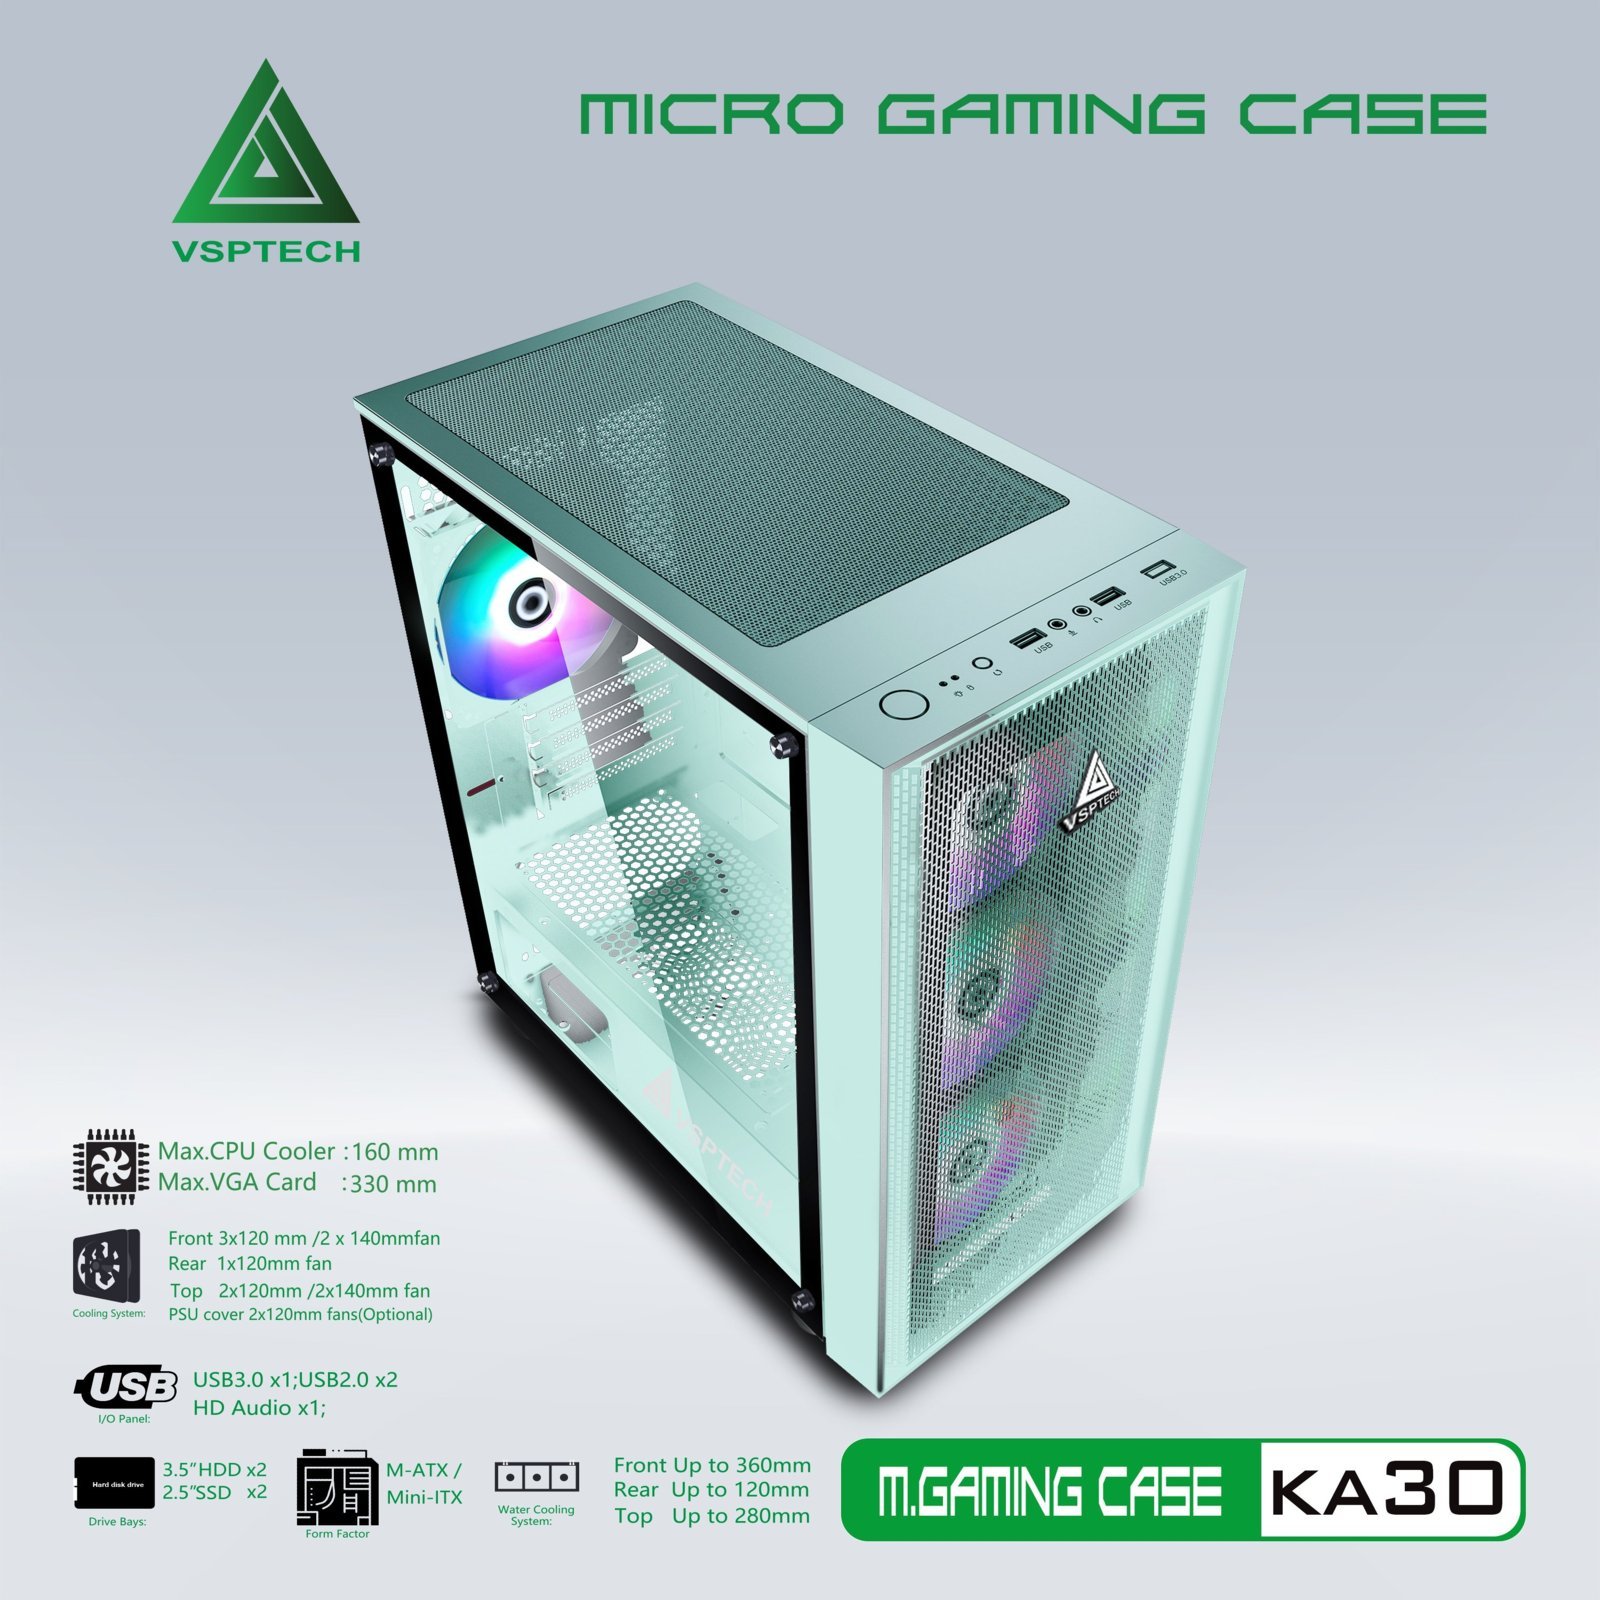 MICRO GAMING CASE
VSPTECH
USB3.0
USB
USB
VSPTECH
VSPTECH
Max.CPU Cooler :160 mm
Max.VGA Card :330 mm
Front 3x120 mm /2 x 140mmfan
Rear 1x120mm fan
Top 2x120mm /2x140mm fan
Cooling System:
PSU cover 2x120mm fans(Optional)
USB
USB3.0 x1;USB2.0 x2
HD Audio x1;
I/O Panel:
Hard disk drive
3.5"HDD x2
2.5"SSD x2
Drive Bays:
M-ATX /
Mini-ITX
Form Factor
Water Cooling
System:
Front Up to 360mm
Rear Up to 120mm
Top Up to 280mm
M.GAMING CASE KA30